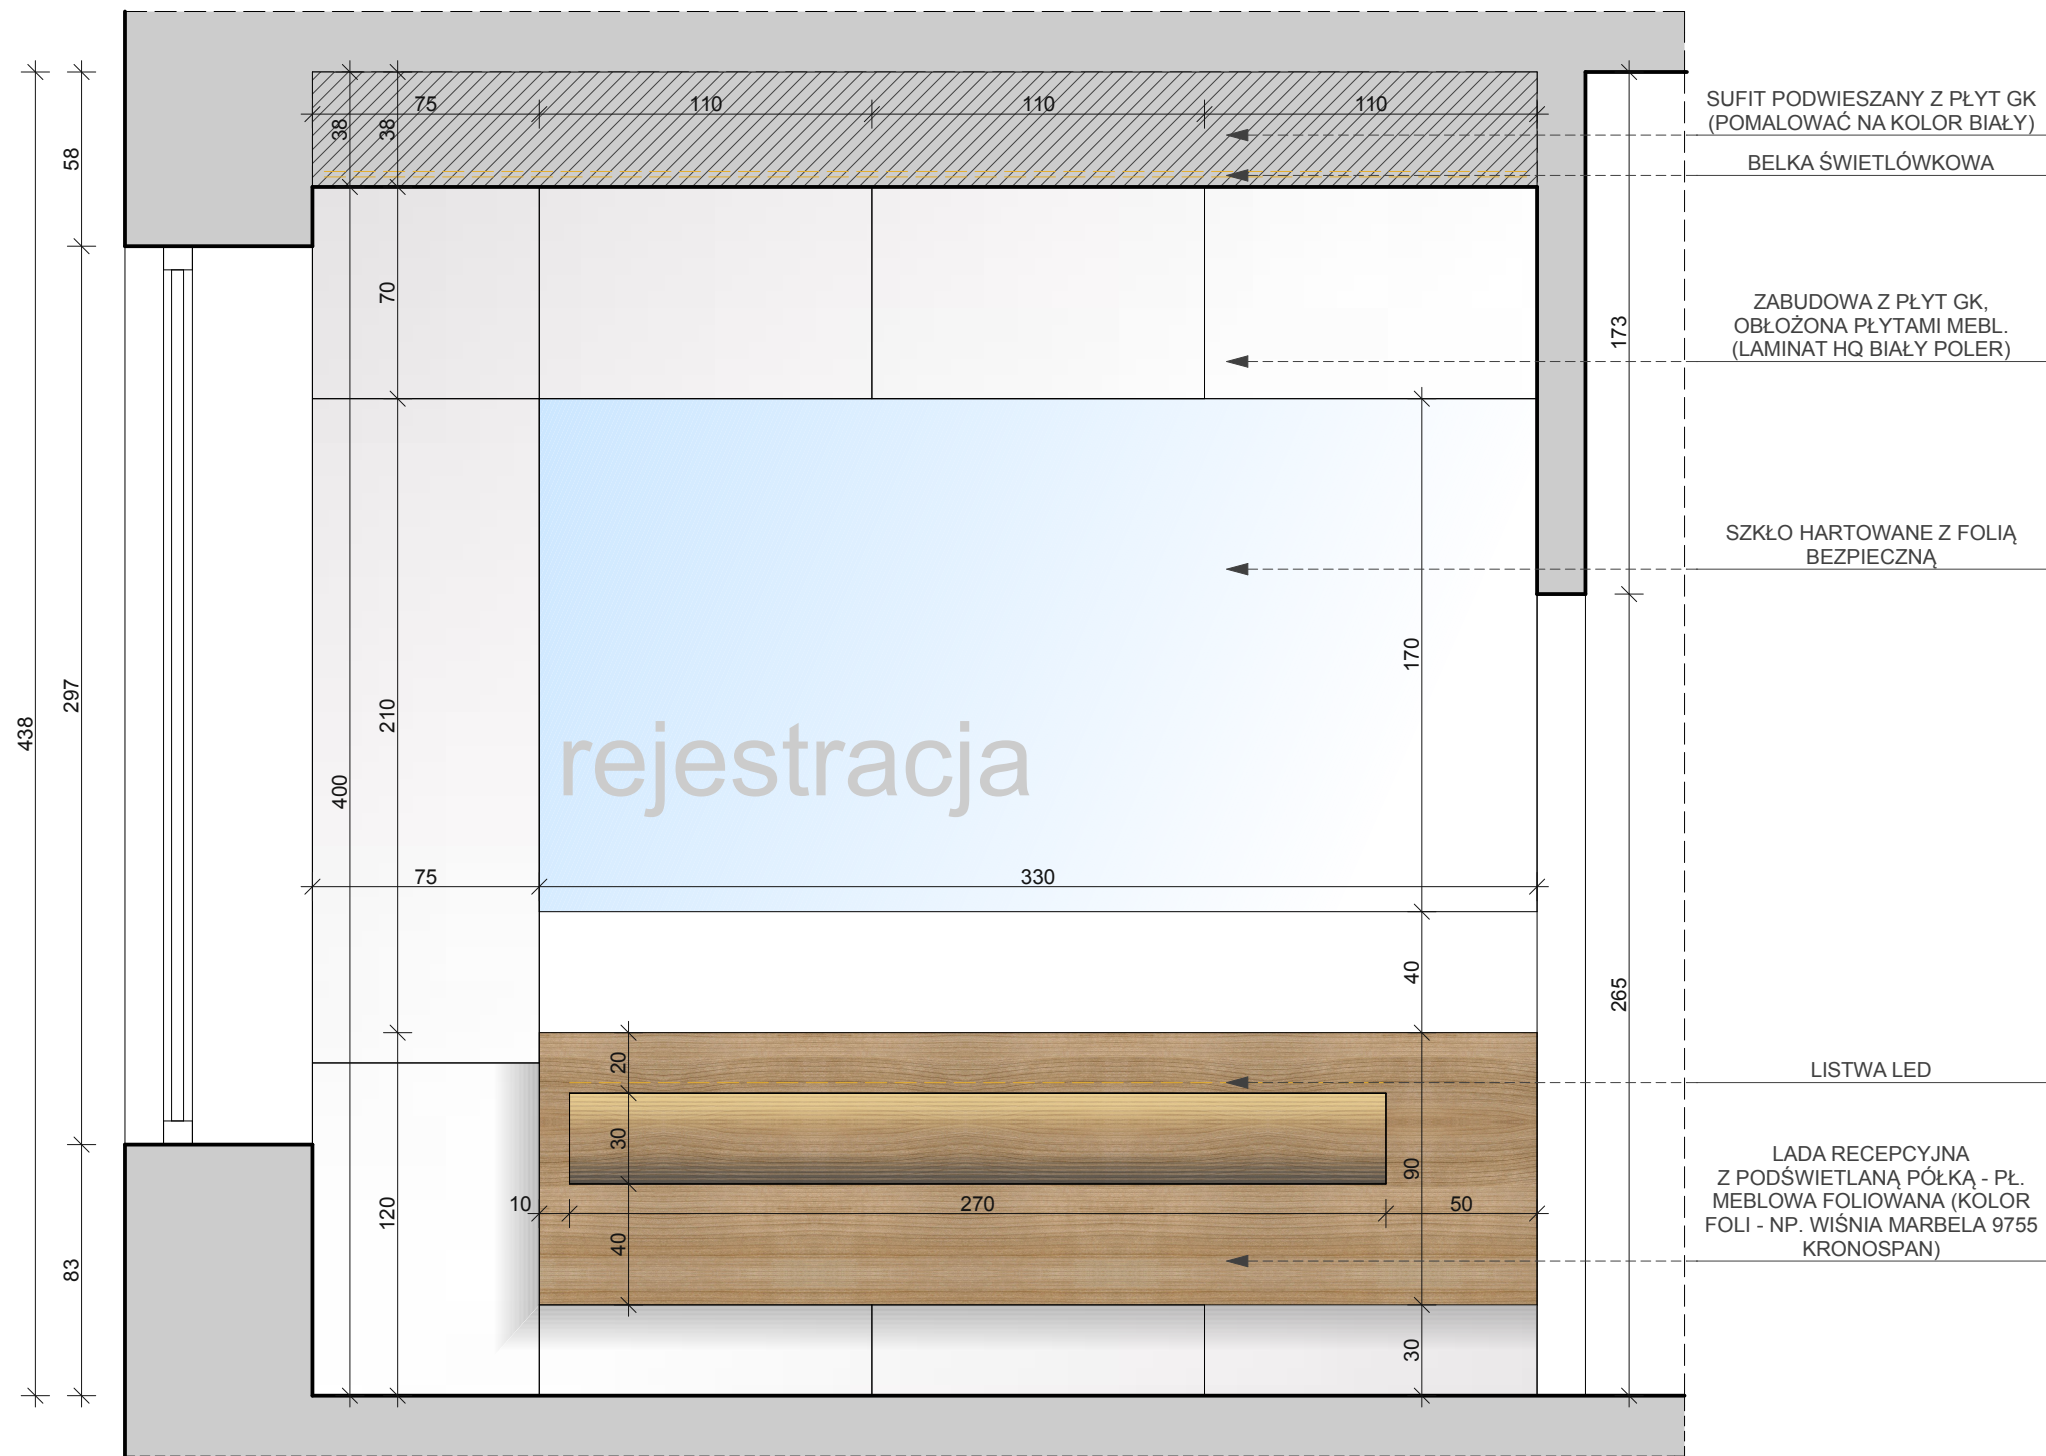 75
110
110
110
38
38
58
SUFIT PODWIESZANY Z PŁYT GK
(POMALOWAĆ NA KOLOR BIAŁY)
BELKA ŚWIETLÓWKOWA
70
173
ZABUDOWA Z PŁYT GK,
OBŁOŻONA PŁYTAMI MEBL.
(LAMINAT HQ BIAŁY POLER)
SZKŁO HARTOWANE Z FOLIĄ
BEZPIECZNĄ
438
297
400
210
170
rejestracja
75
330
40
265
20
LISTWA LED
30
90
120
10
270
50
40
83
30
LADA RECEPCYJNA
Z PODŚWIETLANĄ PÓŁKĄ - PŁ.
MEBLOWA FOLIOWANA (KOLOR
FOLI - NP. WIŚNIA MARBELA 9755
KRONOSPAN)